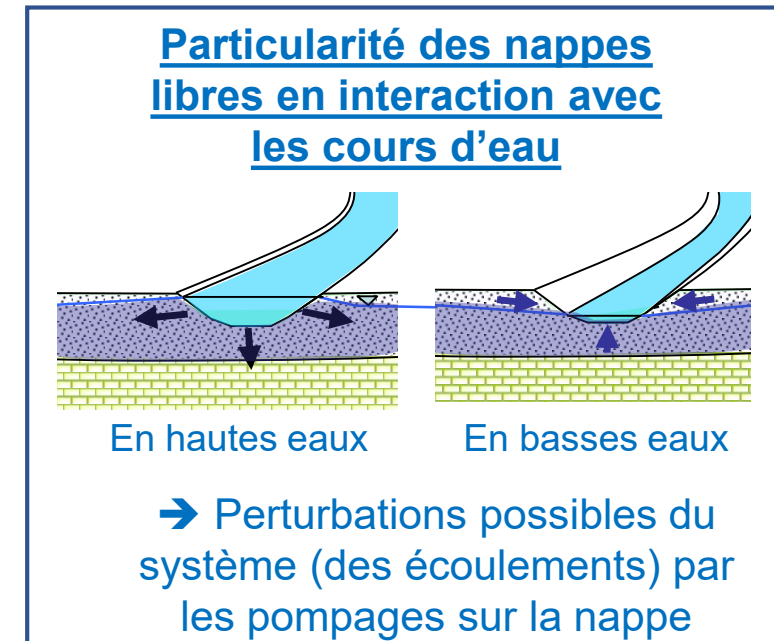 Particularité des nappes
libres en interaction avec
les cours d'eau
En hautes eaux
En basses eaux
➔ Perturbations possibles du
système (des écoulements) par
les pompages sur la nappe